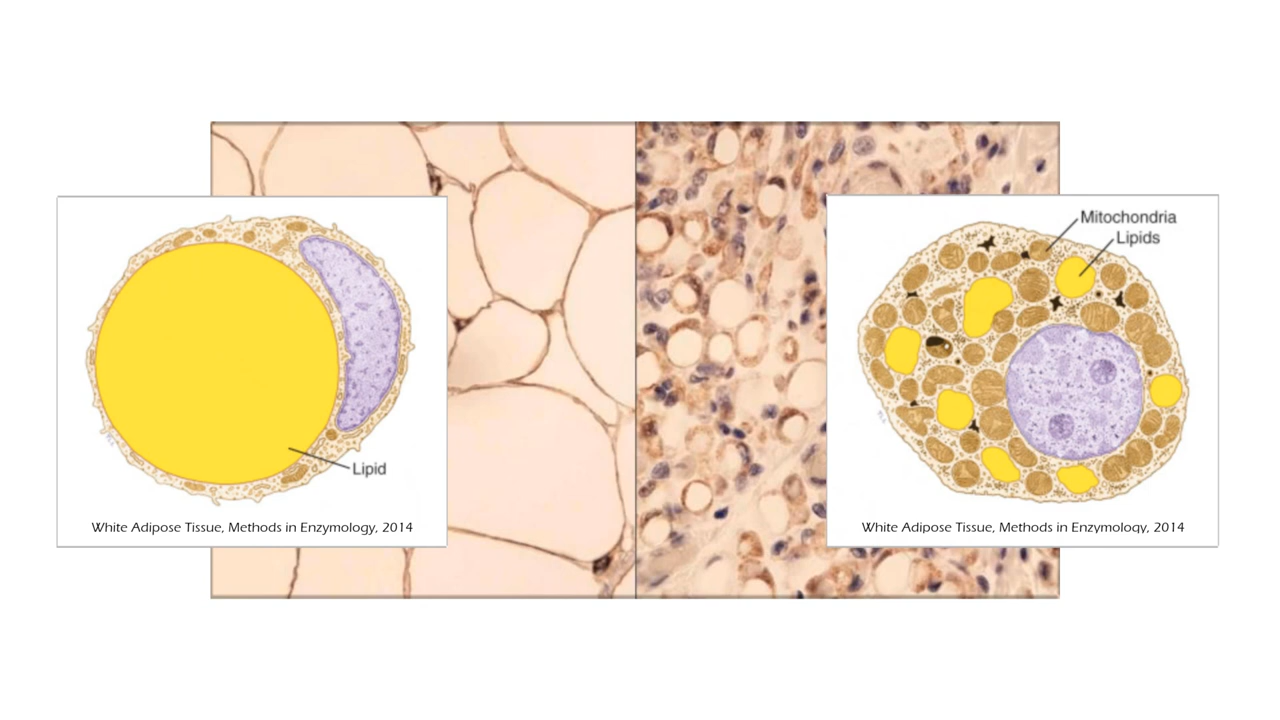 Mitochondria
Lipids
Lipid
White Adipose Tissue, Methods in Enzymology, 2014
White Adipose Tissue, Methods in Enzymology, 2014